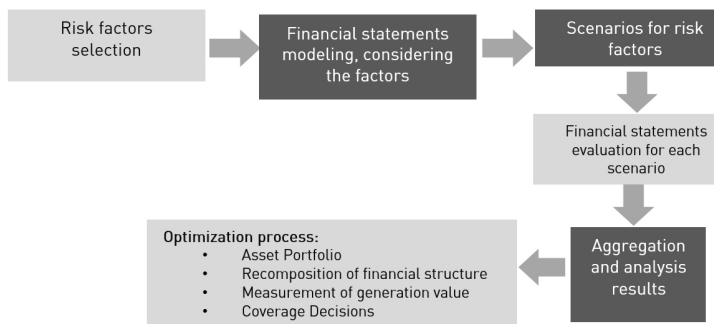 Risk factors
selection
Financial statements
modeling, considering
the factors
Scenarios for risk
factors
Financial statements
evaluation for each
scenario
Aggregation
and analysis
results
Optimization process:
• Asset Portfolio
• Recomposition of financial structure
• Measurement of generation value
• Coverage Decisions